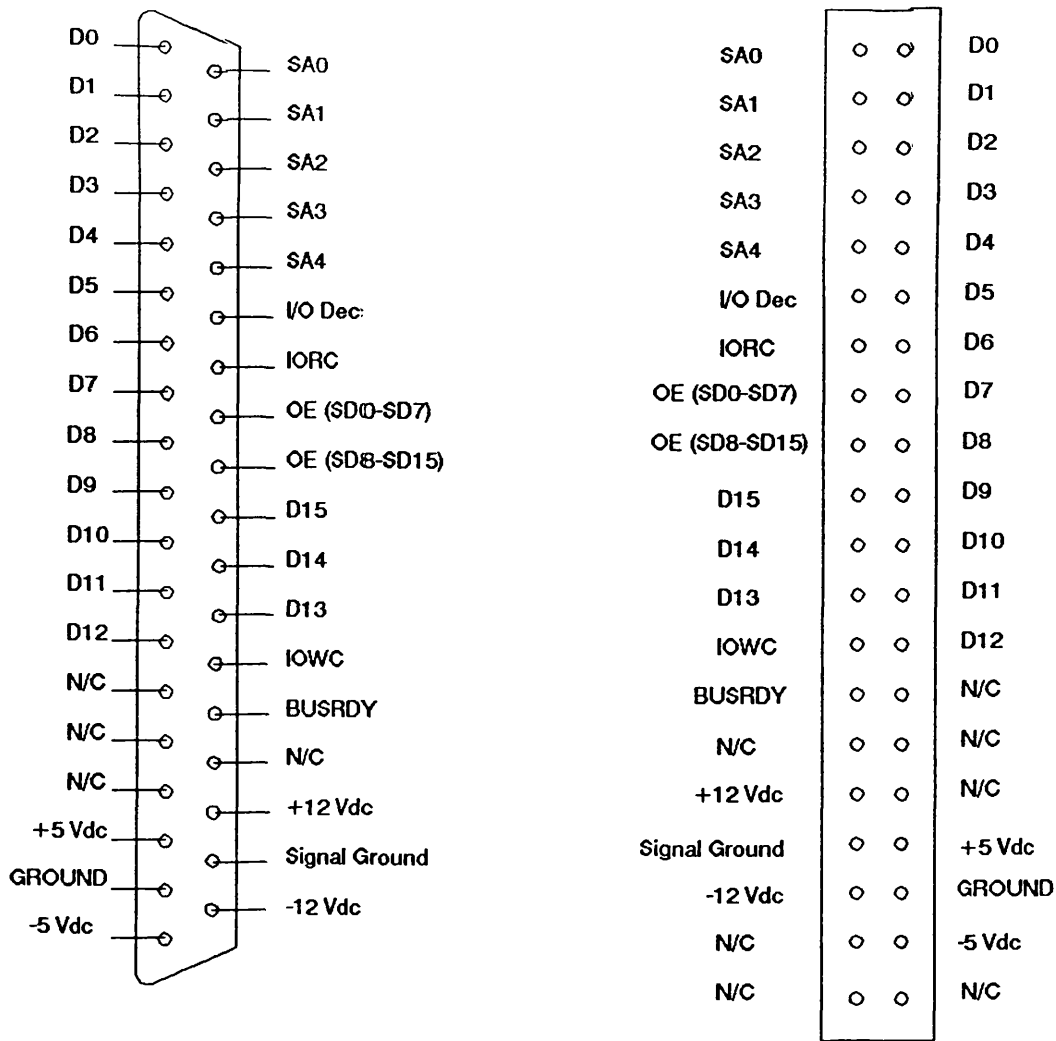 D0
D1
D2
D3
D4
D5
D6
D7
D8
D9
D10
D11
D12
N/C
N/C
N/C
+5 Vdc
GROUND
-5 Vdc
SA0
SA1
SA2
SA3
SA4
I/O Dec
IORC
OE (SD0-SD7)
OE (SD8-SD15)
D15
D14
D13
IOWC
BUSRDY
N/C
+12 Vdc
Signal Ground
-12 Vdc
SA0
SA1
SA2
SA3
SA4
I/O Dec
IORC
OE (SD0-SD7)
OE (SD8-SD15)
D15
D14
D13
IOWC
BUSRDY
N/C
+12 Vdc
Signal Ground
-12 Vdc
N/C
N/C
D0
D1
D2
D3
D4
D5
D6
D7
D8
D9
D10
D11
D12
N/C
N/C
N/C
+5 Vdc
GROUND
-5 Vdc
N/C